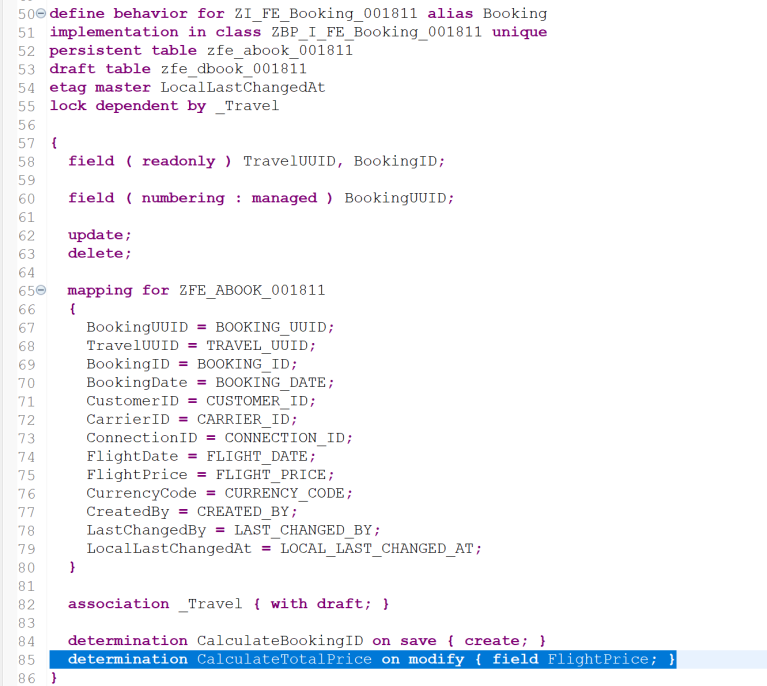 50 define behavior for ZI_FE_Booking_001811 alias Booking
51 implementation in class ZBP_I_FE_Booking_001811 unique
52 persistent table zfe_abook_001811
53 draft table zfe_dbook_001811
54 etag master LocalLastChangedAt
55 lock dependent by _Travel
56
57 {
58   field ( readonly ) TravelUUID, BookingID;
59
60   field ( numbering : managed ) BookingUUID;
61
62   update;
63   delete;
64
65   mapping for ZFE_ABOOK_001811
66   {
67     BookingUUID = BOOKING_UUID;
68     TravelUUID = TRAVEL_UUID;
69     BookingID = BOOKING_ID;
70     BookingDate = BOOKING_DATE;
71     CustomerID = CUSTOMER_ID;
72     CarrierID = CARRIER_ID;
73     ConnectionID = CONNECTION_ID;
74     FlightDate = FLIGHT_DATE;
75     FlightPrice = FLIGHT_PRICE;
76     CurrencyCode = CURRENCY_CODE;
77     CreatedBy = CREATED_BY;
78     LastChangedBy = LAST_CHANGED_BY;
79     LocalLastChangedAt = LOCAL_LAST_CHANGED_AT;
80   }
81
82   association _Travel { with draft; }
83
84   determination CalculateBookingID on save { create; }
85   determination CalculateTotalPrice on modify { field FlightPrice; }
86 }